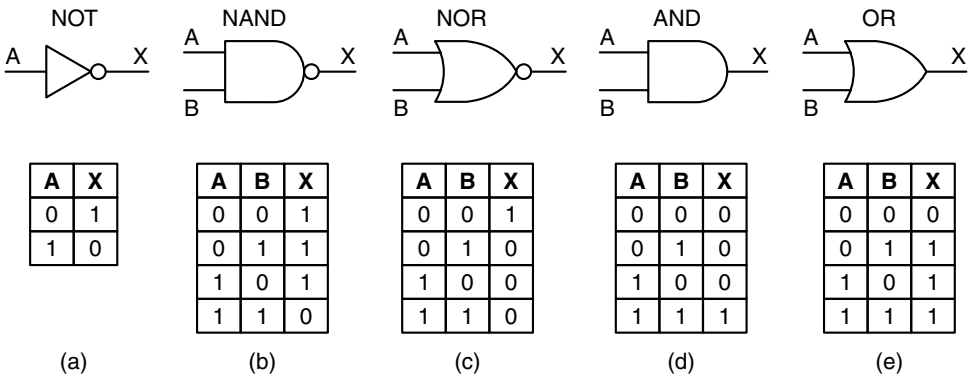 NOT NAND NOR AND OR
A X A X A X A X A X
B B B B
A X A B X A B X A B X A B X
0 1 0 0 1 0 0 1 0 0 0 0 0 0
1 0 0 1 1 0 1 0 0 1 0 0 1 1
1 0 1 1 0 0 1 0 0 1 0 1
1 1 0 1 1 0 1 1 1 1 1 1
(a) (b) (c) (d) (e)